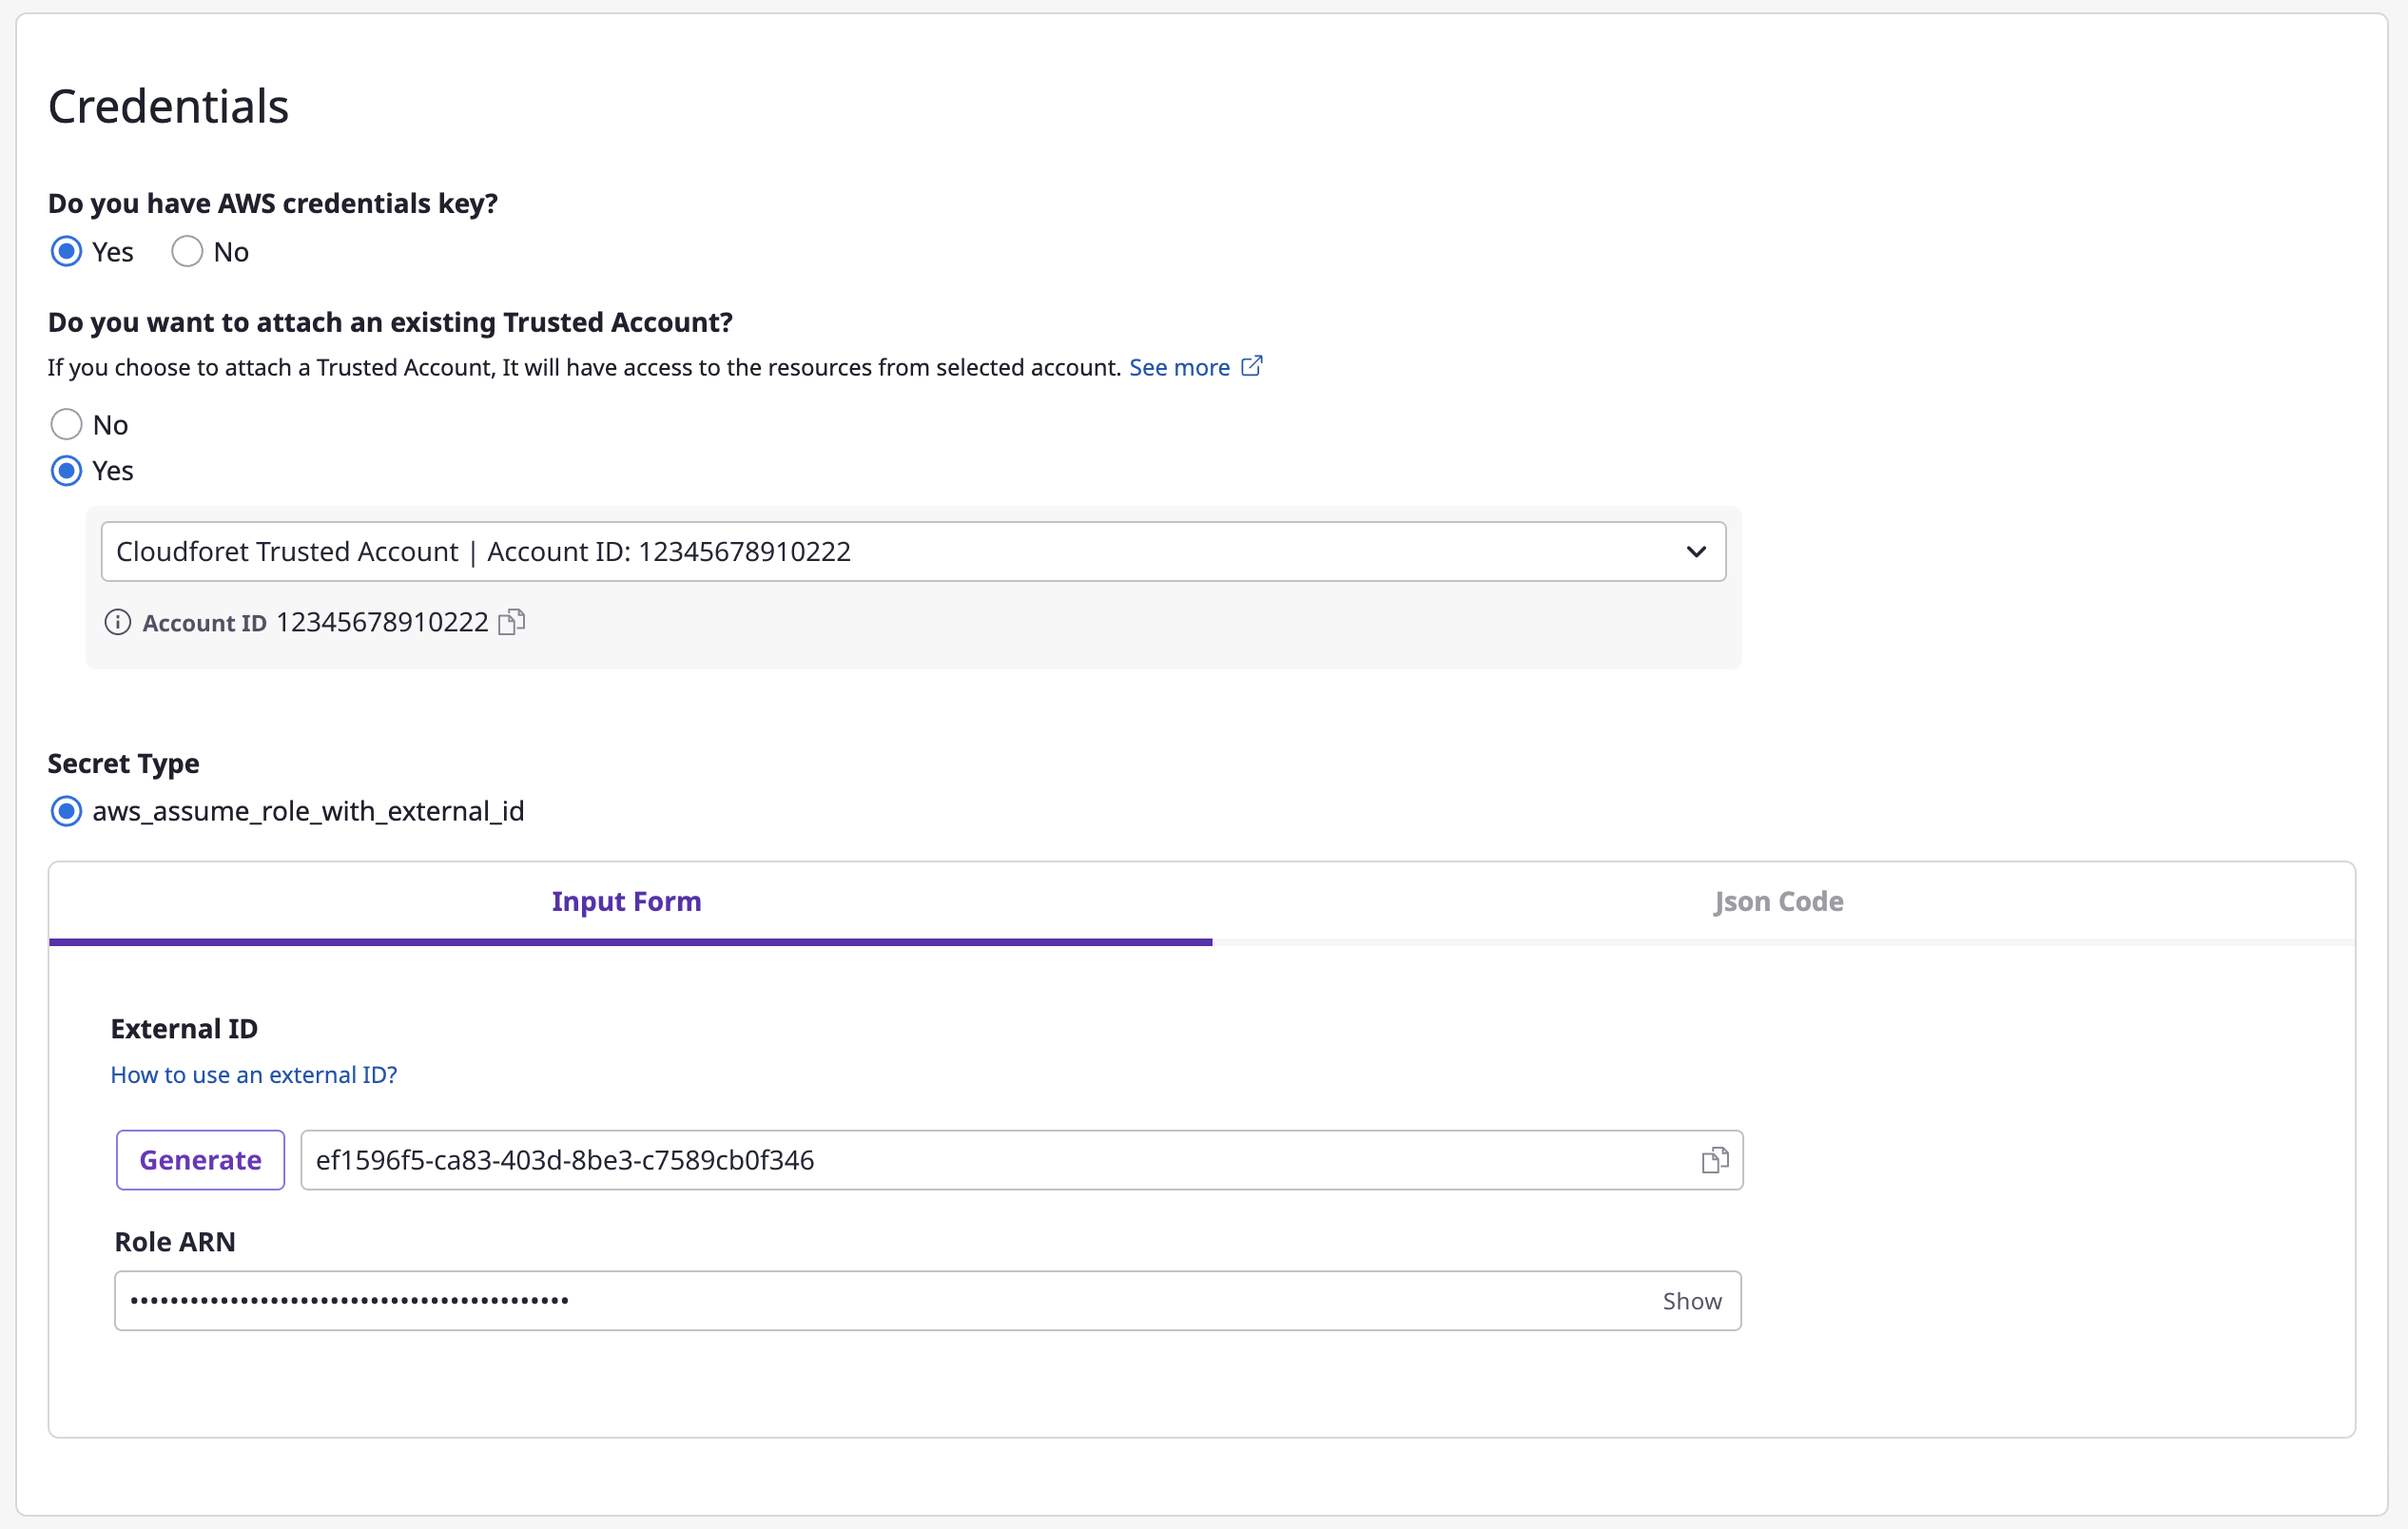 Credentials
Do you have AWS credentials key?
Yes No
Do you want to attach an existing Trusted Account?
If you choose to attach a Trusted Account, It will have access to the resources from selected account. See more
No
Yes
Cloudforet Trusted Account | Account ID: 12345678910222
Account ID 12345678910222
Secret Type
aws_assume_role_with_external_id
Input Form Json Code
External ID
How to use an external ID?
Generate ef1596f5-ca83-403d-8be3-c7589cb0f346
Role ARN
•••••••••••••••••••••••••••••••••••••••••••• Show